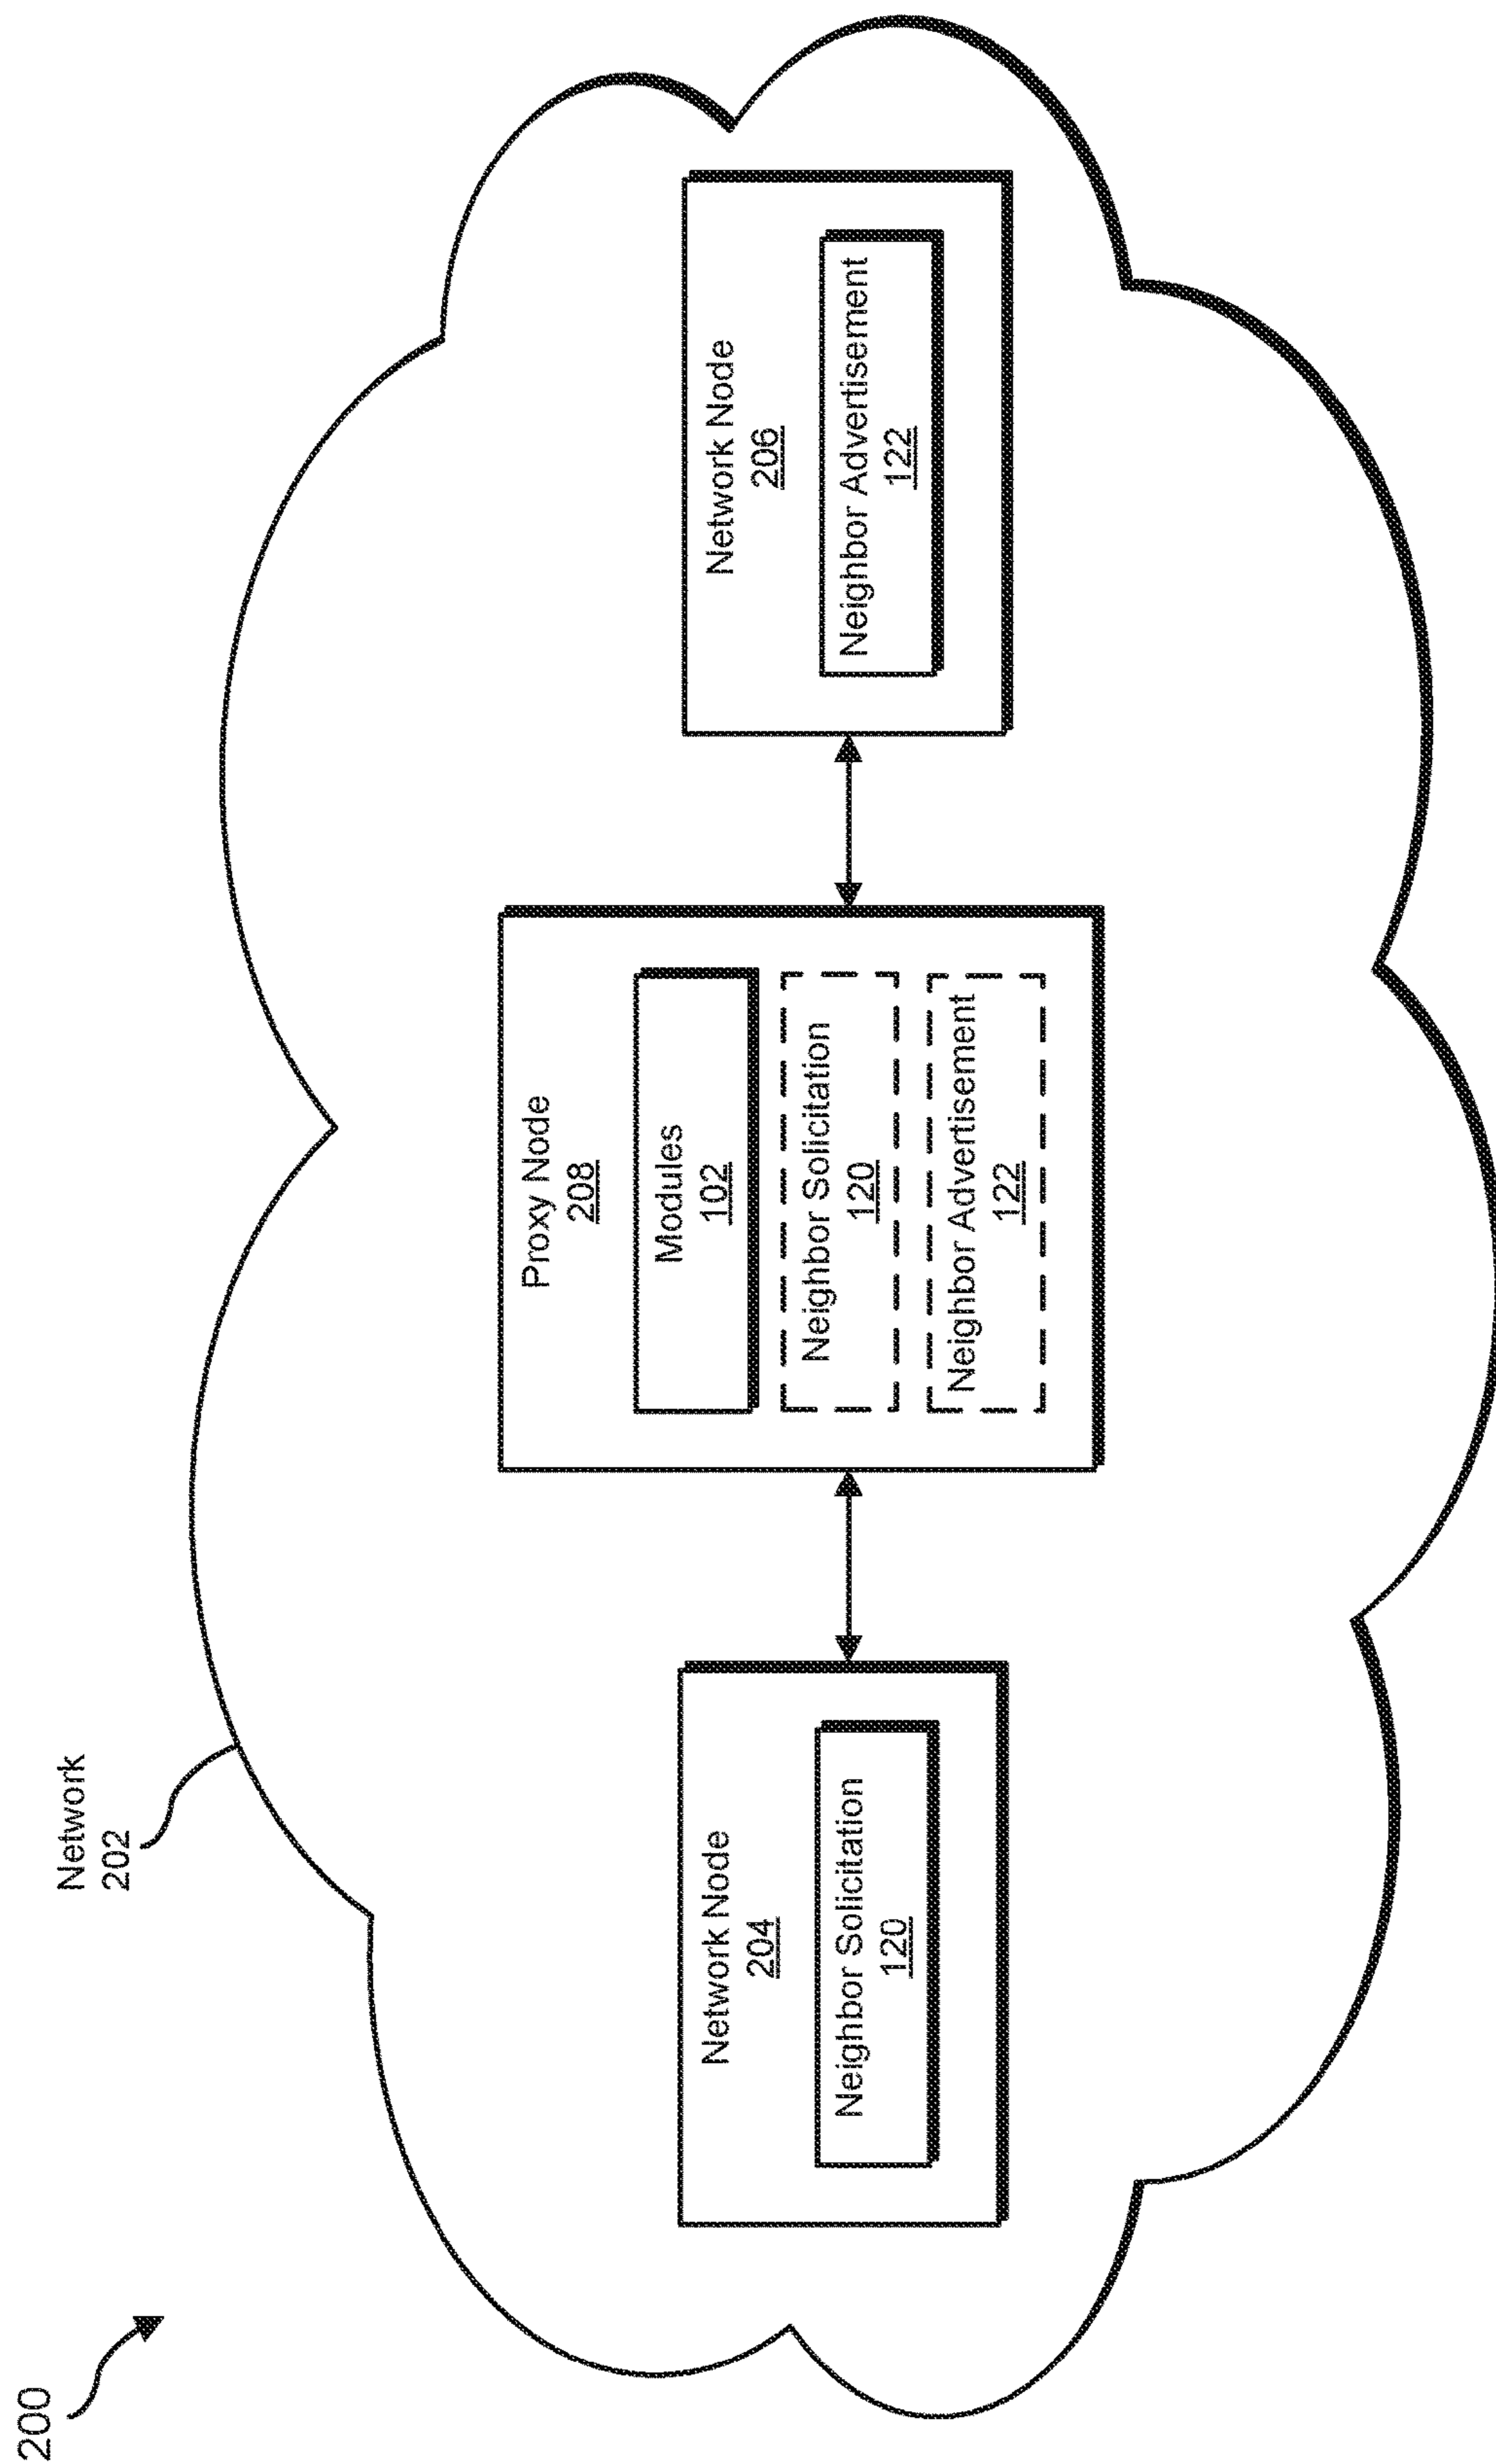 200
Network
202
Network Node
204
Neighbor Solicitation
120
Proxy Node
208
Modules
102
Neighbor Solicitation
120
Neighbor Advertisement
122
Network Node
206
Neighbor Advertisement
122